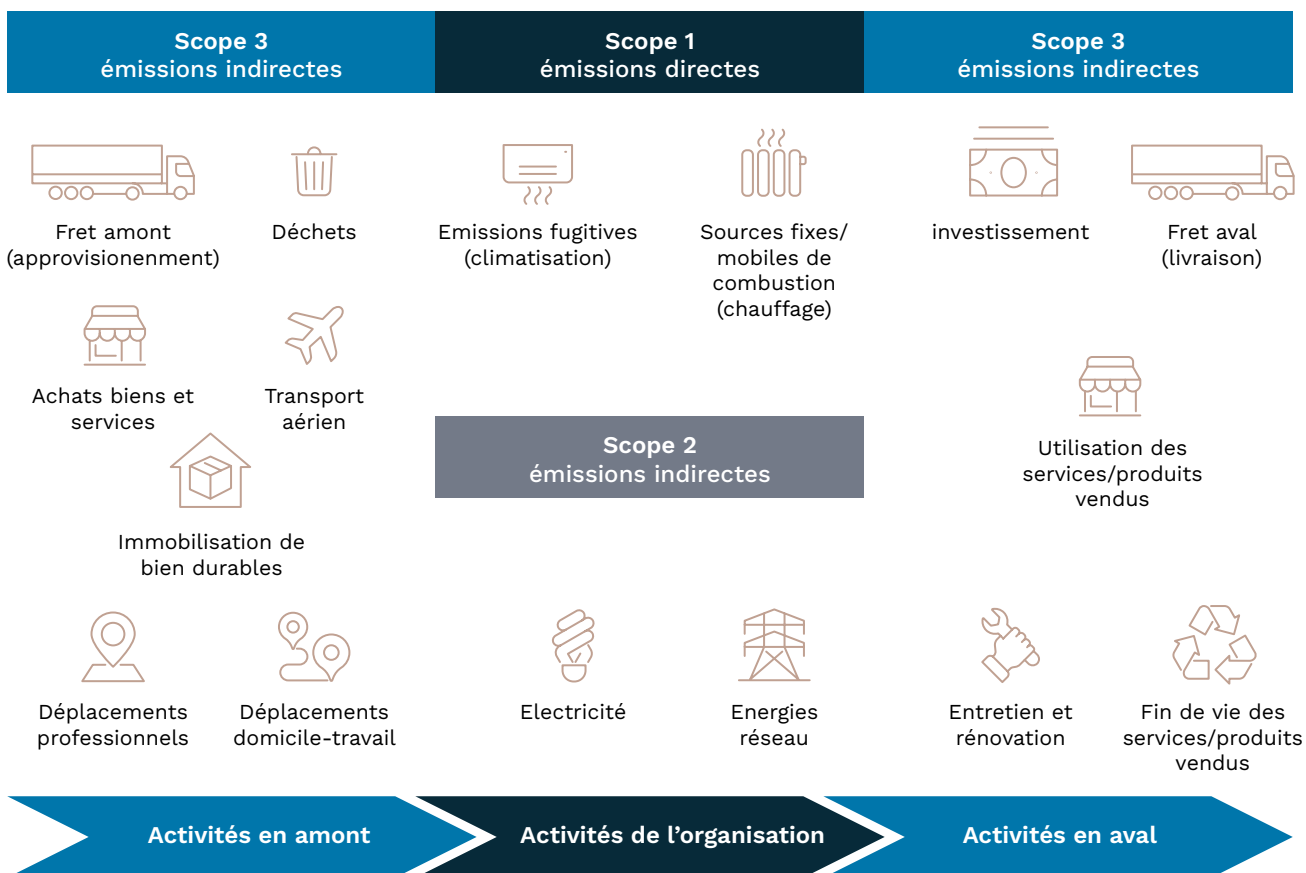 Scope 3
émissions indirectes
Scope 1
émissions directes
Scope 3
émissions indirectes
Fret amont
(approvisionenment)
Déchets
Emissions fugitives
(climatisation)
Sources fixes/
mobiles de
combustion
(chauffage)
investissement
Fret aval
(livraison)
Achats biens et
services
Transport
aérien
Scope 2
émissions indirectes
Utilisation des
services/produits
vendus
Immobilisation de
bien durables
Déplacements
professionnels
Déplacements
domicile-travail
Electricité
Energies
réseau
Entretien et
rénovation
Fin de vie des
services/produits
vendus
Activités en amont
Activités de l’organisation
Activités en aval